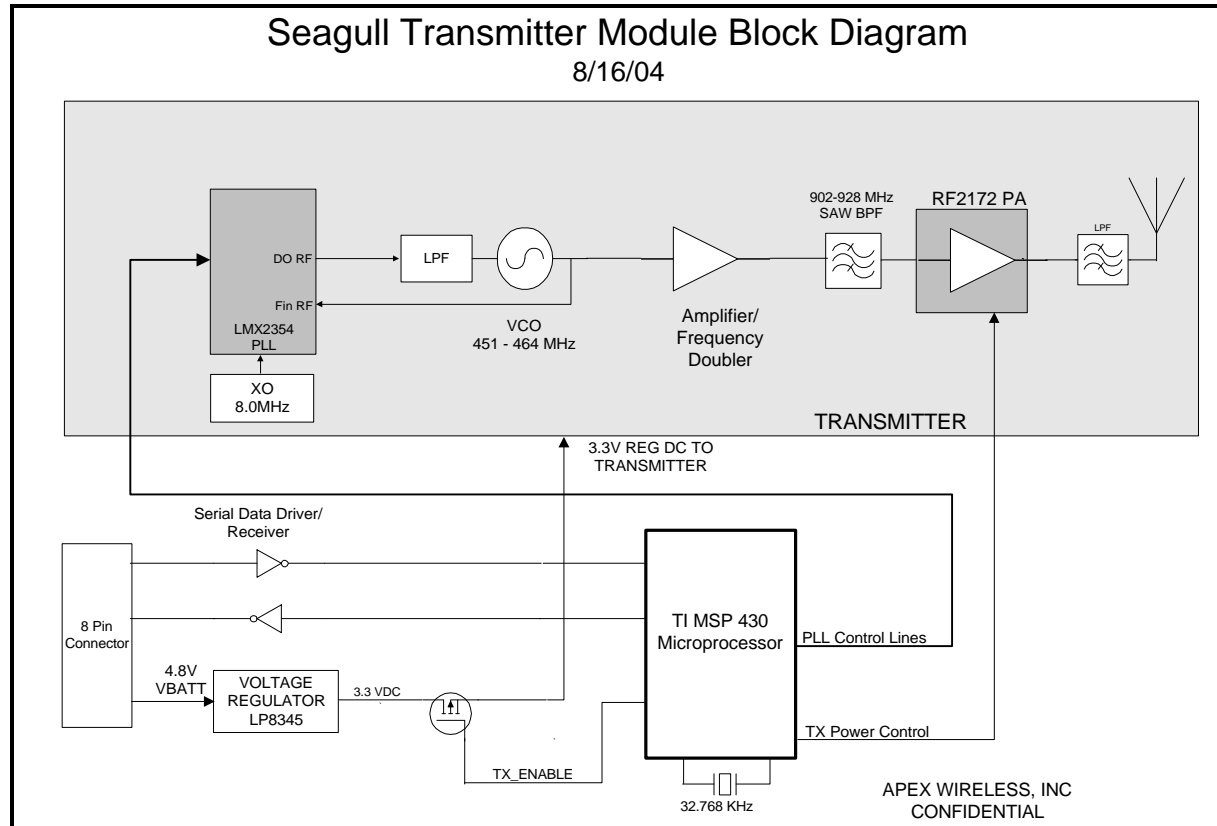 Seagull Transmitter Module Block Diagram
8/16/04
902-928 MHz
SAW BPF
RF2172 PA
LPF
DO RF
LPF
Fin RF
LMX2354
PLL
VCO
451 - 464 MHz
Amplifier/
Frequency
Doubler
XO
8.0MHz
TRANSMITTER
3.3V REG DC TO
TRANSMITTER
Serial Data Driver/
Receiver
8 Pin
Connector
TI MSP 430
Microprocessor
PLL Control Lines
4.8V
VBATT
VOLTAGE
REGULATOR
LP8345
3.3 VDC
TX Power Control
TX_ENABLE
32.768 KHz
APEX WIRELESS, INC
CONFIDENTIAL